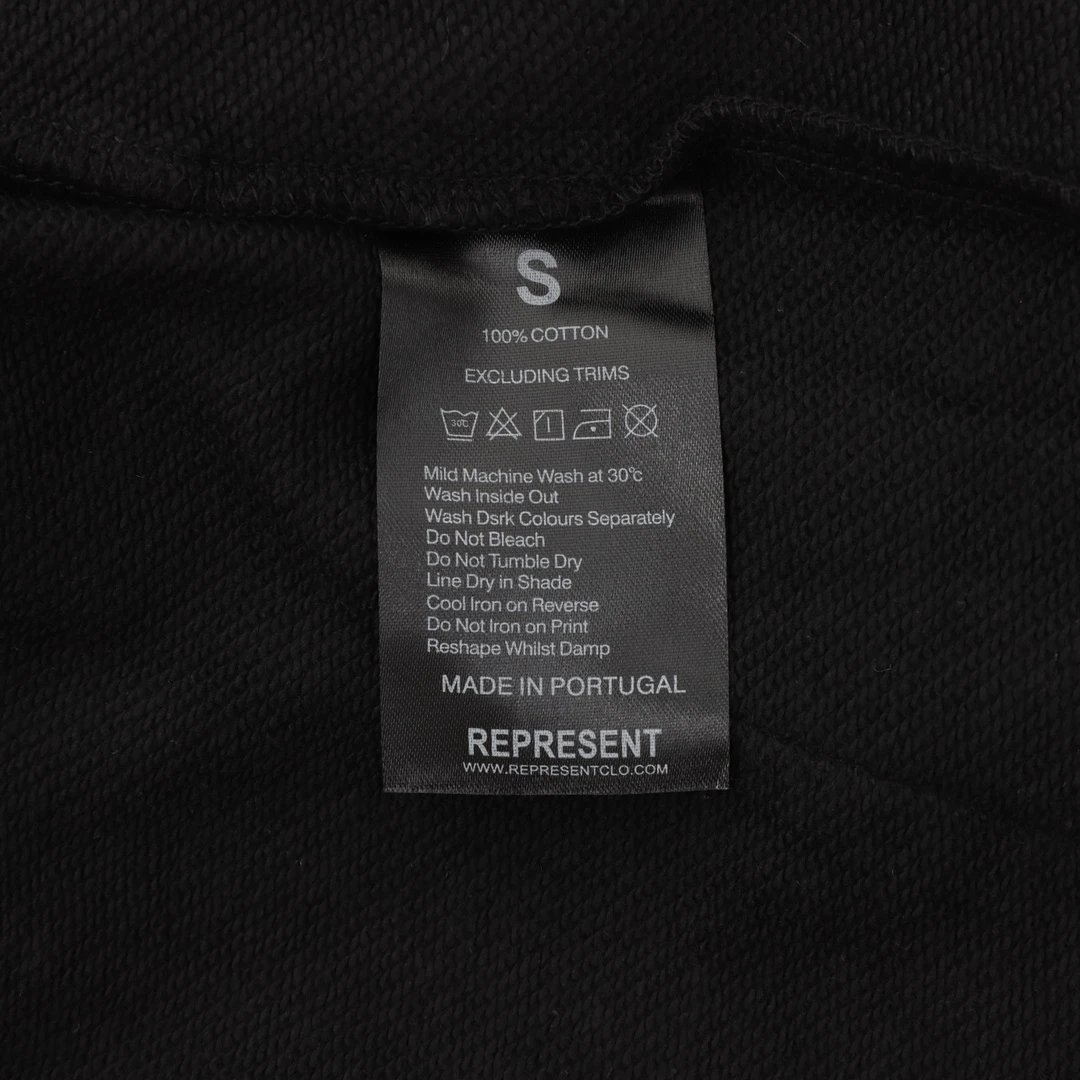 S
100% COTTON
EXCLUDING TRIMS
30℃
Mild Machine Wash at 30℃
Wash Inside Out
Wash Dsrk Colours Separately
Do Not Bleach
Do Not Tumble Dry
Line Dry in Shade
Cool Iron on Reverse
Do Not Iron on Print
Reshape Whilst Damp
MADE IN PORTUGAL
REPRESENT
WWW.REPRESENTCLO.COM